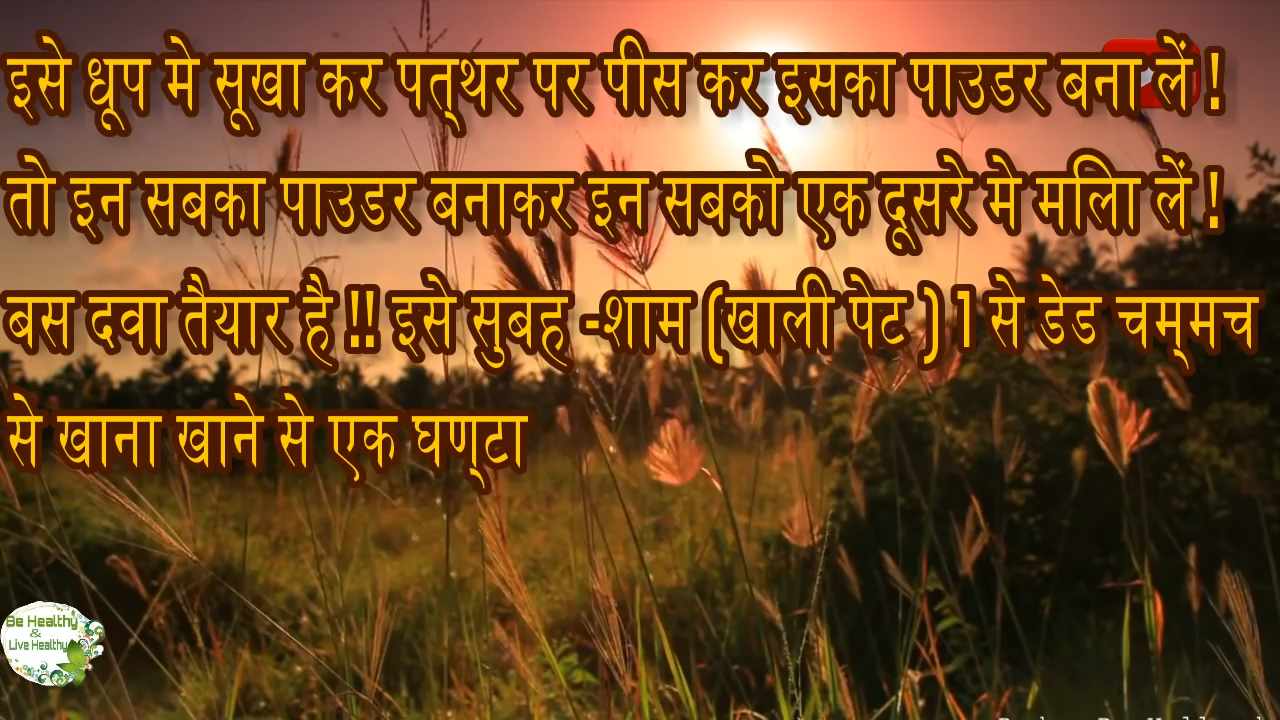 इसे धूप मे सूखा कर पत्थर पर पीस कर इसका पाउडर बना लें !
तो इन सबका पाउडर बनाकर इन सबको एक दूसरे मे मिला लें !
बस दवा तैयार है !! इसे सुबह -शाम (खाली पेट ) 1 से डेड चम्मच
से खाना खाने से एक घण्टा
Be Healthy
&
Live Healthy